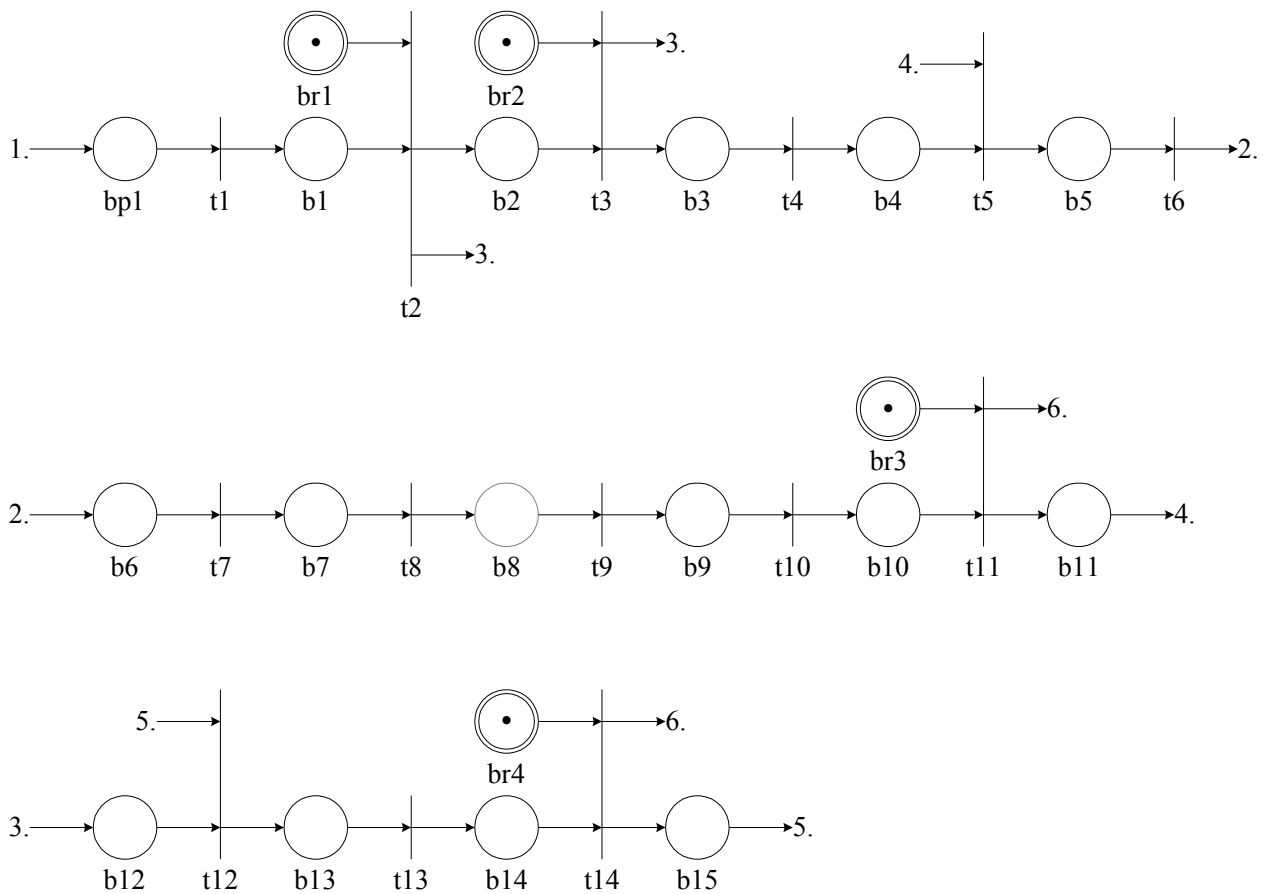 3.
br1 br2 4.
1. 2.
bp1 t1 b1 b2 t3 b3 t4 b4 t5 b5 t6
3.
t2
6.
br3
2. 4.
b6 t7 b7 t8 b8 t9 b9 t10 b10 t11 b11
5. 6.
br4
3. 5.
b12 t12 b13 t13 b14 t14 b15